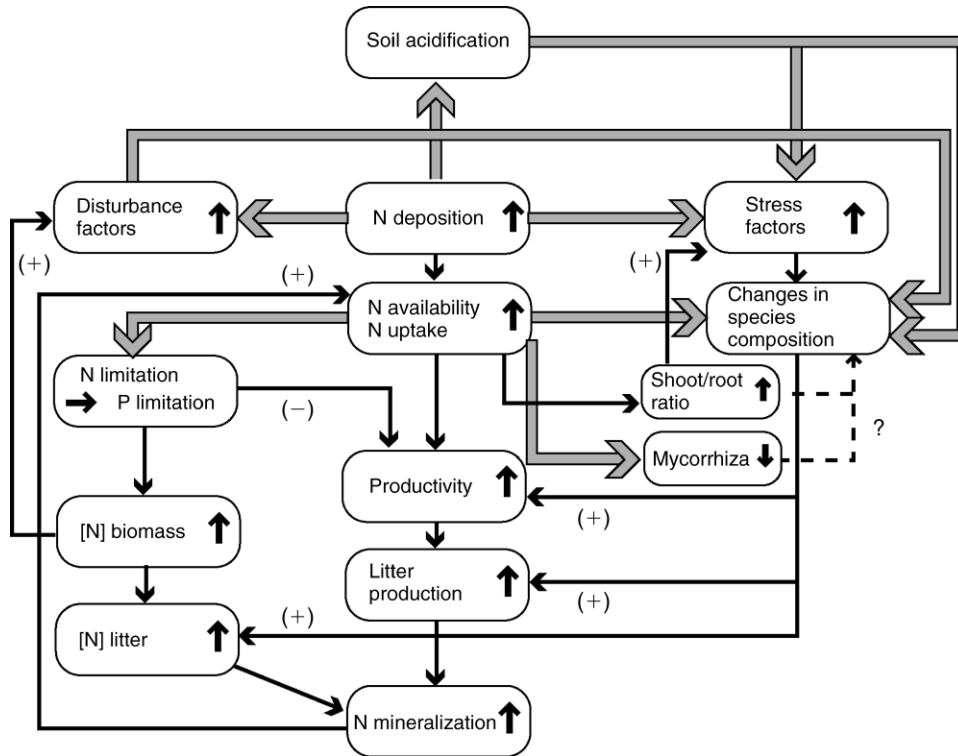 Soil acidification
Disturbance
factors
N deposition
Stress
factors
(+)
(+)
(+)
N availability
N uptake
Changes in
species
composition
N limitation
P limitation
(−)
Shoot/root
ratio
?
Mycorrhiza
Productivity
(+)
[N] biomass
Litter
production
(+)
(+)
[N] litter
N mineralization